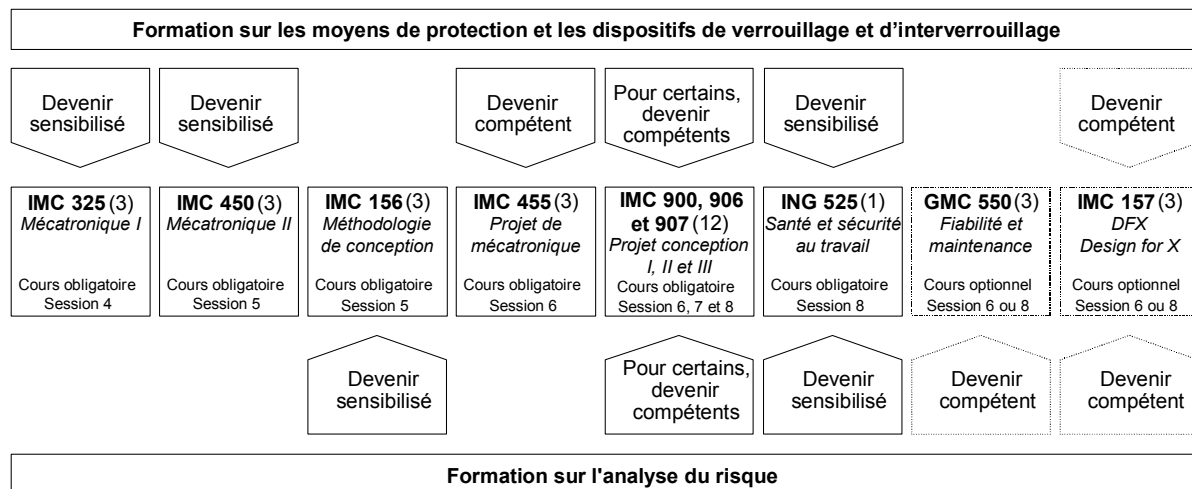 Formation sur les moyens de protection et les dispositifs de verrouillage et d'interverrouillage
Devenir
sensibilisé
Devenir
sensibilisé
Devenir
compétent
Pour certains,
devenir
compétents
Devenir
sensibilisé
Devenir
compétent
IMC 325 (3)
Mécatronique I
Cours obligatoire
Session 4
IMC 450 (3)
Mécatronique II
Cours obligatoire
Session 5
IMC 156 (3)
Méthodologie
de conception
Cours obligatoire
Session 5
IMC 455 (3)
Projet de
mécatronique
Cours obligatoire
Session 6
IMC 900, 906
et 907 (12)
Projet conception
I, II et III
Cours obligatoire
Session 6, 7 et 8
ING 525 (1)
Santé et sécurité
au travail
Cours obligatoire
Session 8
GMC 550 (3)
Fiabilité et
maintenance
Cours optionnel
Session 6 ou 8
IMC 157 (3)
DFX
Design for X
Cours optionnel
Session 6 ou 8
Devenir
sensibilisé
Pour certains,
devenir
compétents
Devenir
sensibilisé
Devenir
compétent
Devenir
compétent
Formation sur l'analyse du risque